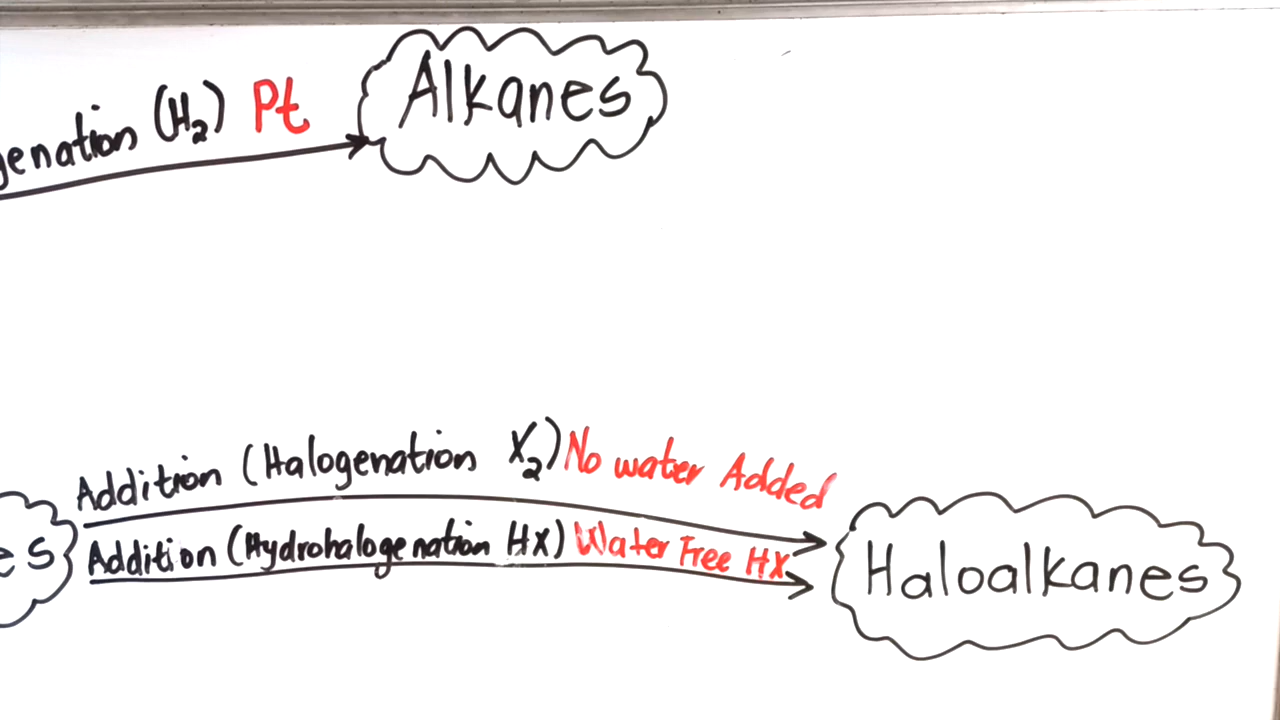 genation (H₂) Pt
Alkanes
Addition (Halogenation X₂) No water Added
es
Addition (Hydrohalogenation HX) Water Free HX
Haloalkanes